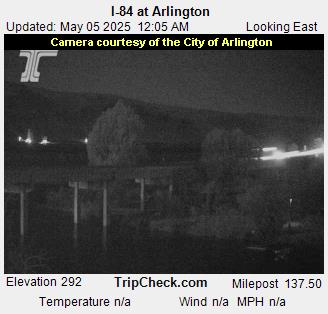 I-84 at Arlington
Updated: May 05 2025 12:05 AM Looking East
Camera courtesy of the City of Arlington
Elevation 292 TripCheck.com Milepost 137.50
Temperature n/a Wind n/a MPH n/a